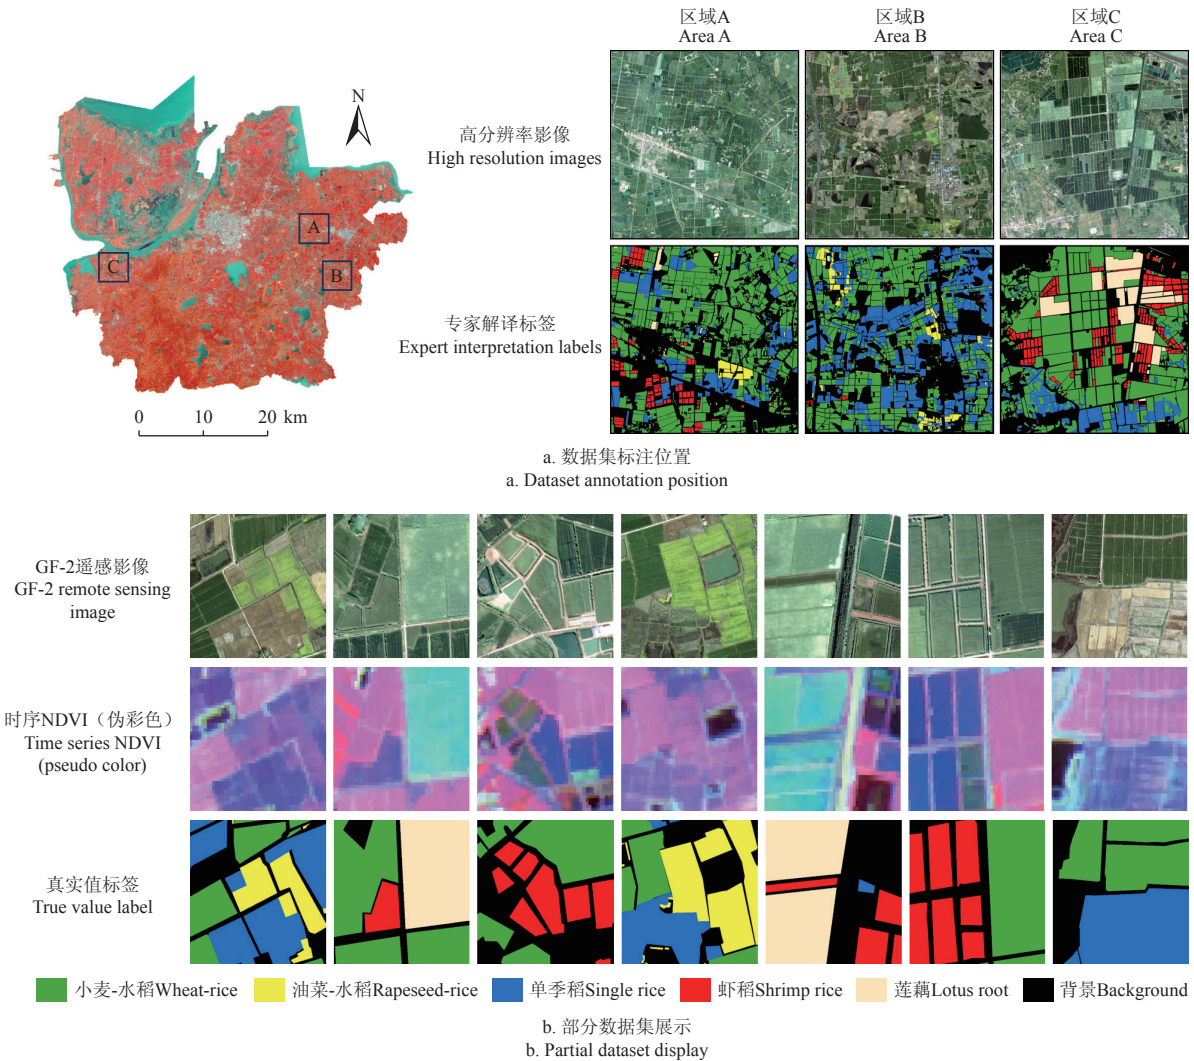 区域A
Area A
区域B
Area B
区域C
Area C
N
高分辨率影像
High resolution images
A
B
C
专家解译标签
Expert interpretation labels
0 10 20 km
a. 数据集标注位置
a. Dataset annotation position
GF-2遥感影像
GF-2 remote sensing
image
时序NDVI（伪彩色）
Time series NDVI
(pseudo color)
真实值标签
True value label
小麦-水稻Wheat-rice 油菜-水稻Rapeseed-rice 单季稻Single rice 虾稻Shrimp rice 莲藕Lotus root 背景Background
b. 部分数据集展示
b. Partial dataset display